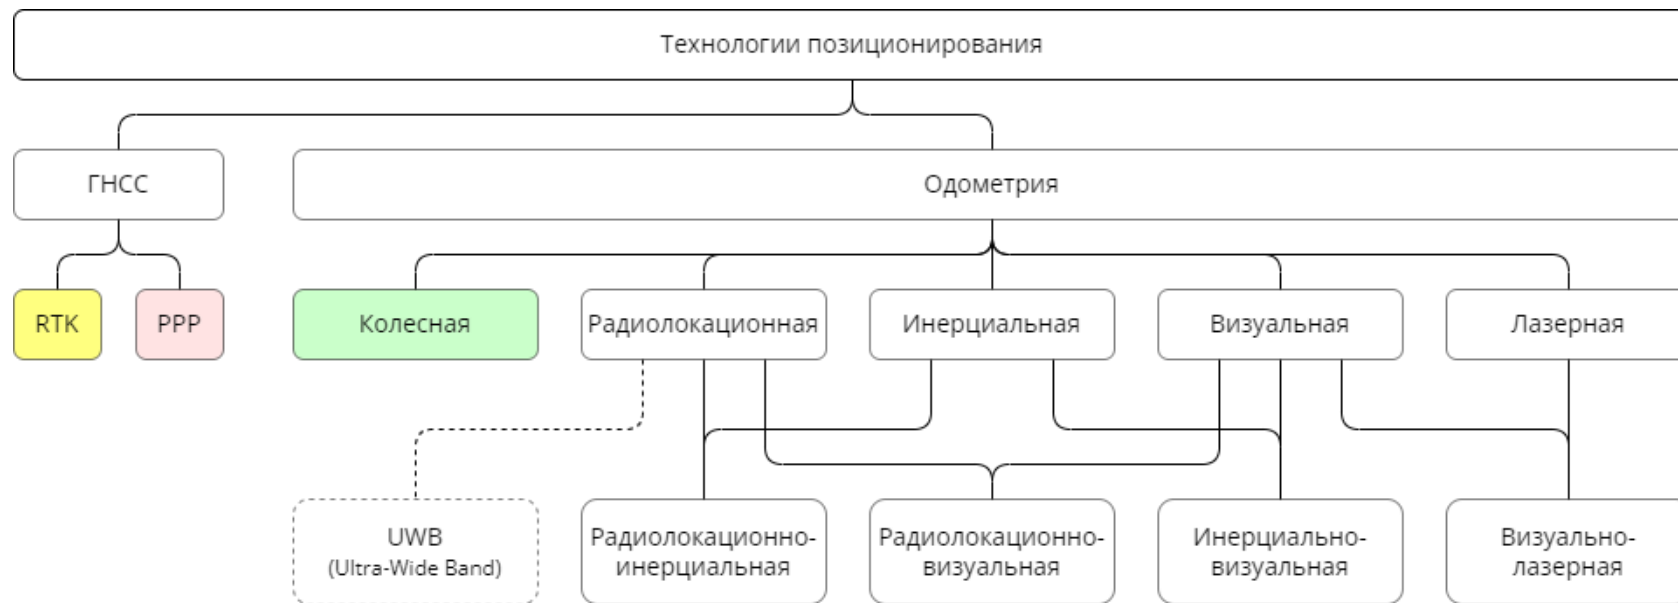 Технологии позиционирования
ГНСС
Одометрия
RTK
PPP
Колесная
Радиолокационная
Инерциальная
Визуальная
Лазерная
UWB
(Ultra-Wide Band)
Радиолокационно-
инерциальная
Радиолокационно-
визуальная
Инерциально-
визуальная
Визуально-
лазерная